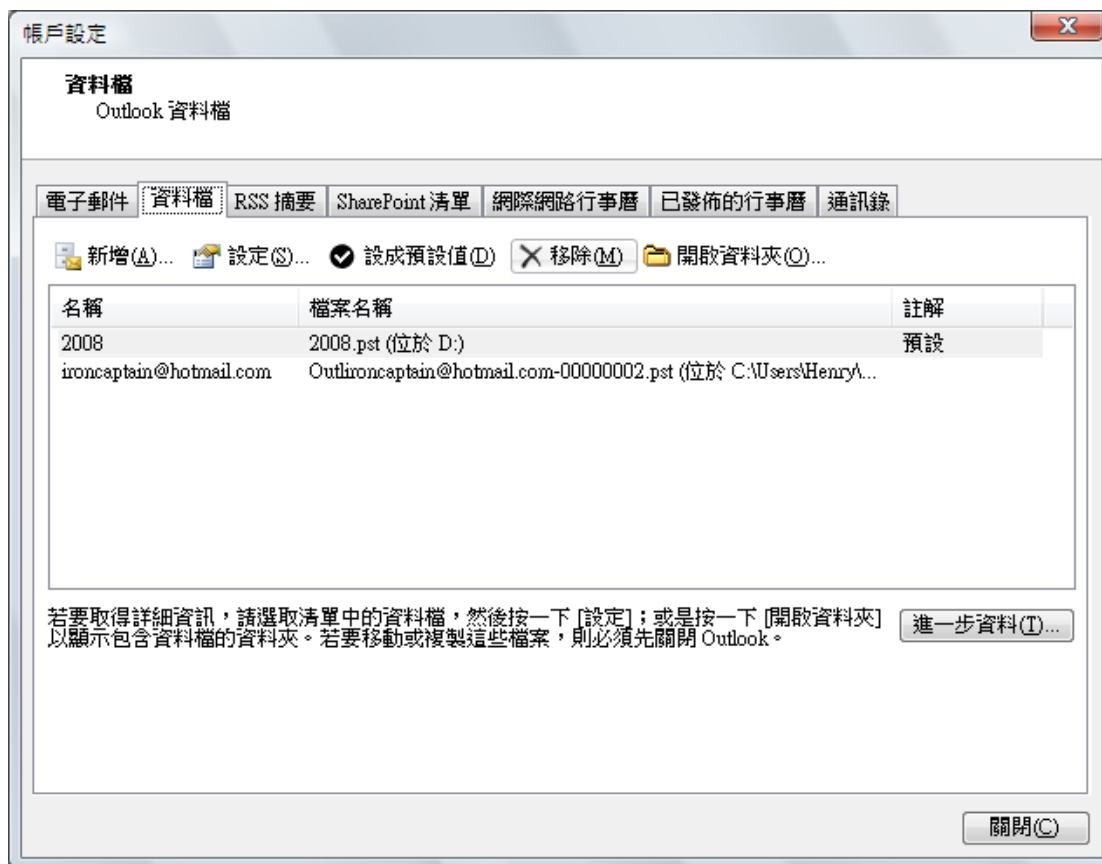 帳戶設定
資料檔
Outlook 資料檔
電子郵件 資料檔 RSS 摘要 SharePoint 清單 網際網路行事曆 已發佈的行事曆 通訊錄
新增(A)... 設定(S)... 設成預設值(D) 移除(M) 開啟資料夾(O)...
名稱 檔案名稱 註解
2008 2008.pst (位於 D:) 預設
ironcaptain@hotmail.com Outlironcaptain@hotmail.com-00000002.pst (位於 C:\Users\Henry\...
若要取得詳細資訊，請選取清單中的資料檔，然後按一下 [設定]；或是按一下 [開啟資料夾]
以顯示包含資料檔的資料夾。若要移動或複製這些檔案，則必須先關閉 Outlook。
進一步資料(T)...
關閉(C)